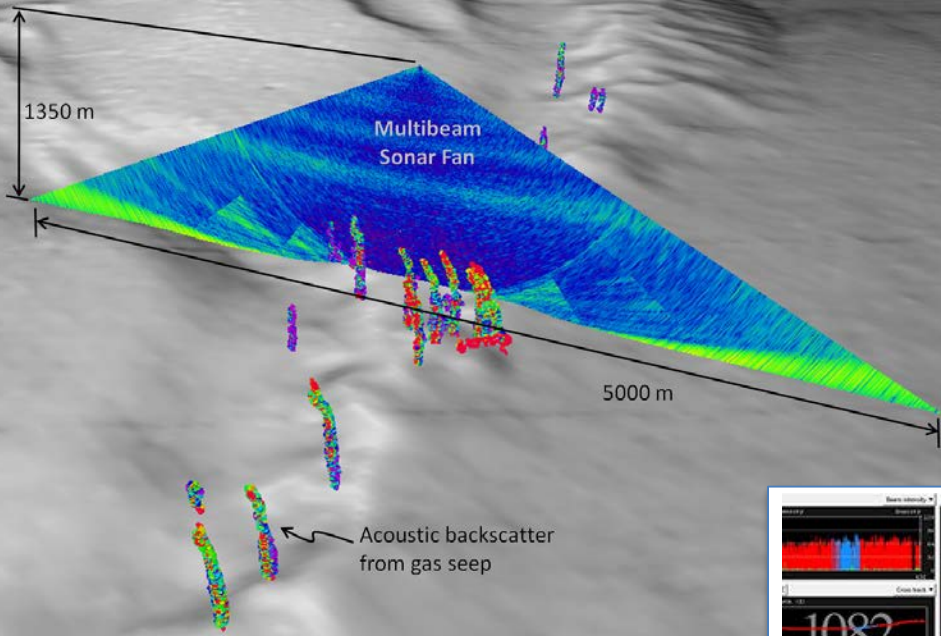 1350 m
Multibeam
Sonar Fan
5000 m
Acoustic backscatter
from gas seep
Beam intensity
Cross track
1082